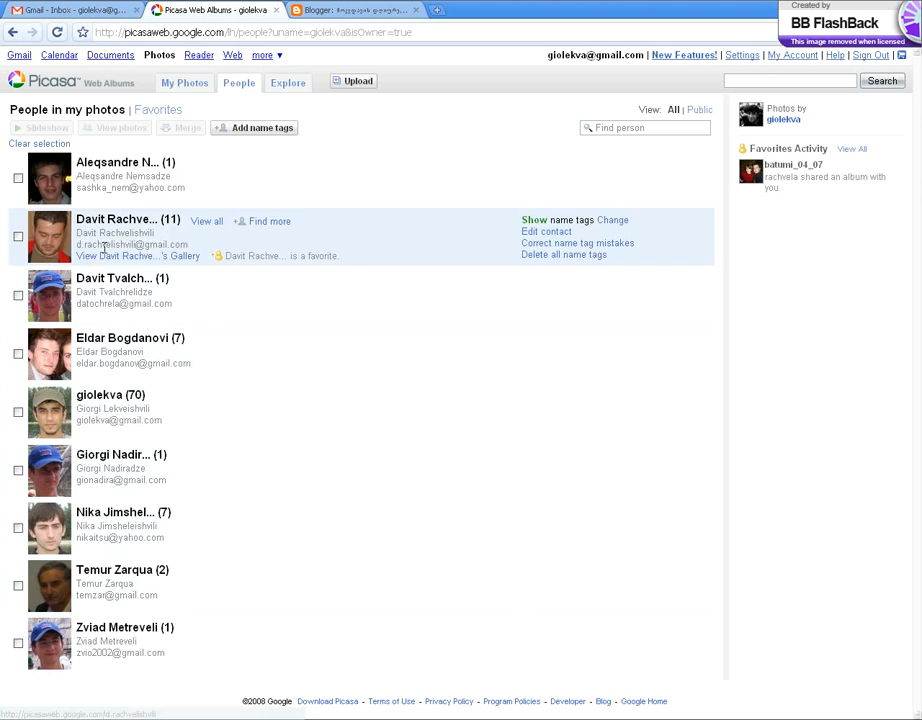 Gmail - Inbox - giolekva@g...
Picasa Web Albums - giolekva
http://picasaweb.google.com/lh/people?uname=giolekva&isOwner=true
Created by
BB FlashBack
This image removed when licensed
Gmail Calendar Documents Photos Reader Web more ▼
giolekva@gmail.com | New Features! | Settings | My Account | Help | Sign Out |
Picasa Web Albums
My Photos People Explore Upload
Search
People in my photos | Favorites
View: All | Public
Slideshow View photos Merge Add name tags
Find person
Clear selection
Aleqsandre N... (1)
Aleqsandre Nemsadze
sashka_nem@yahoo.com
Davit Rachve... (11) View all Find more
Davit Rachvelishvili
d.rachvelishvili@gmail.com
View Davit Rachve...'s Gallery Davit Rachve... is a favorite.
Show name tags Change
Edit contact
Correct name tag mistakes
Delete all name tags
Davit Tvalch... (1)
Davit Tvalchrelidze
datochrela@gmail.com
Eldar Bogdanovi (7)
Eldar Bogdanovi
eldar.bogdanov@gmail.com
giolekva (70)
Giorgi Lekveishvili
giolekva@gmail.com
Giorgi Nadir... (1)
Giorgi Nadiradze
gionadira@gmail.com
Nika Jimshel... (7)
Nika Jimsheleishvili
nikaitsu@yahoo.com
Temur Zarqua (2)
Temur Zarqua
temzar@gmail.com
Zviad Metreveli (1)
Zviad Metreveli
zvio2002@gmail.com
Photos by
giolekva
Favorites Activity View All
batumi_04_07
rachvela shared an album with
you.
©2008 Google Download Picasa - Terms of Use - Privacy Policy - Program Policies - Developer - Blog - Google Home
http://picasaweb.google.com/d.rachvelishvili